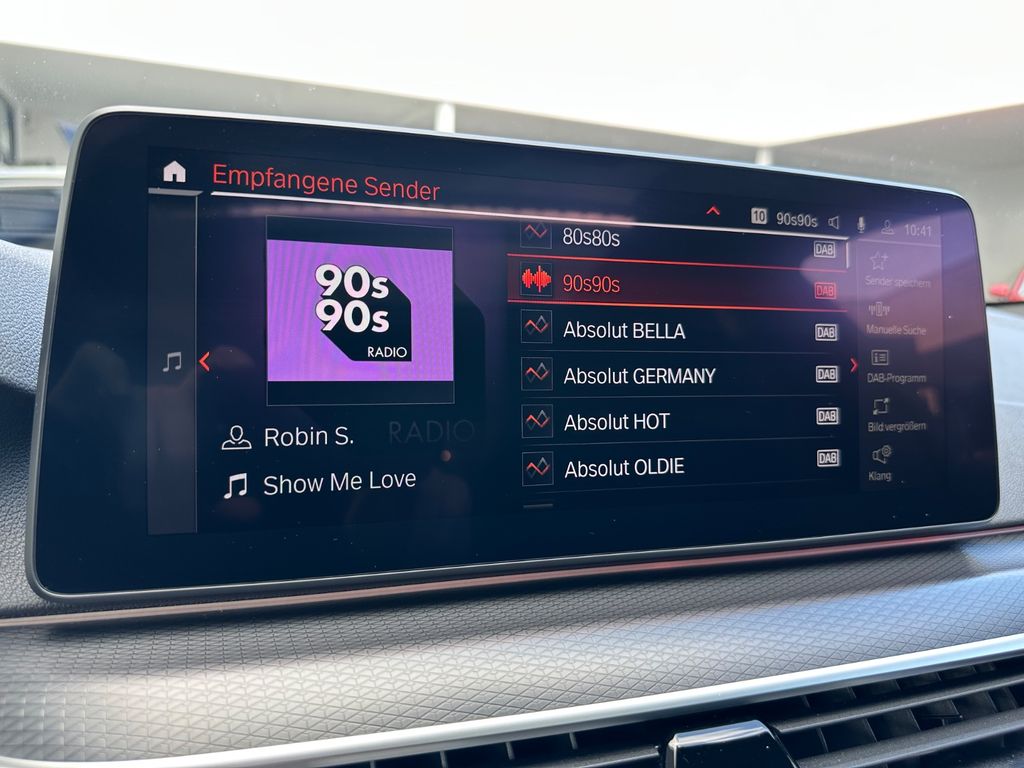 Empfangene Sender
10 90s90s 10:41
90s
90s
RADIO
RADIO
Robin S.
Show Me Love
80s80s DAB
90s90s DAB
Absolut BELLA DAB
Absolut GERMANY DAB
Absolut HOT DAB
Absolut OLDIE DAB
Sender speichern
Manuelle Suche
DAB-Programm
Bild vergrößern
Klang